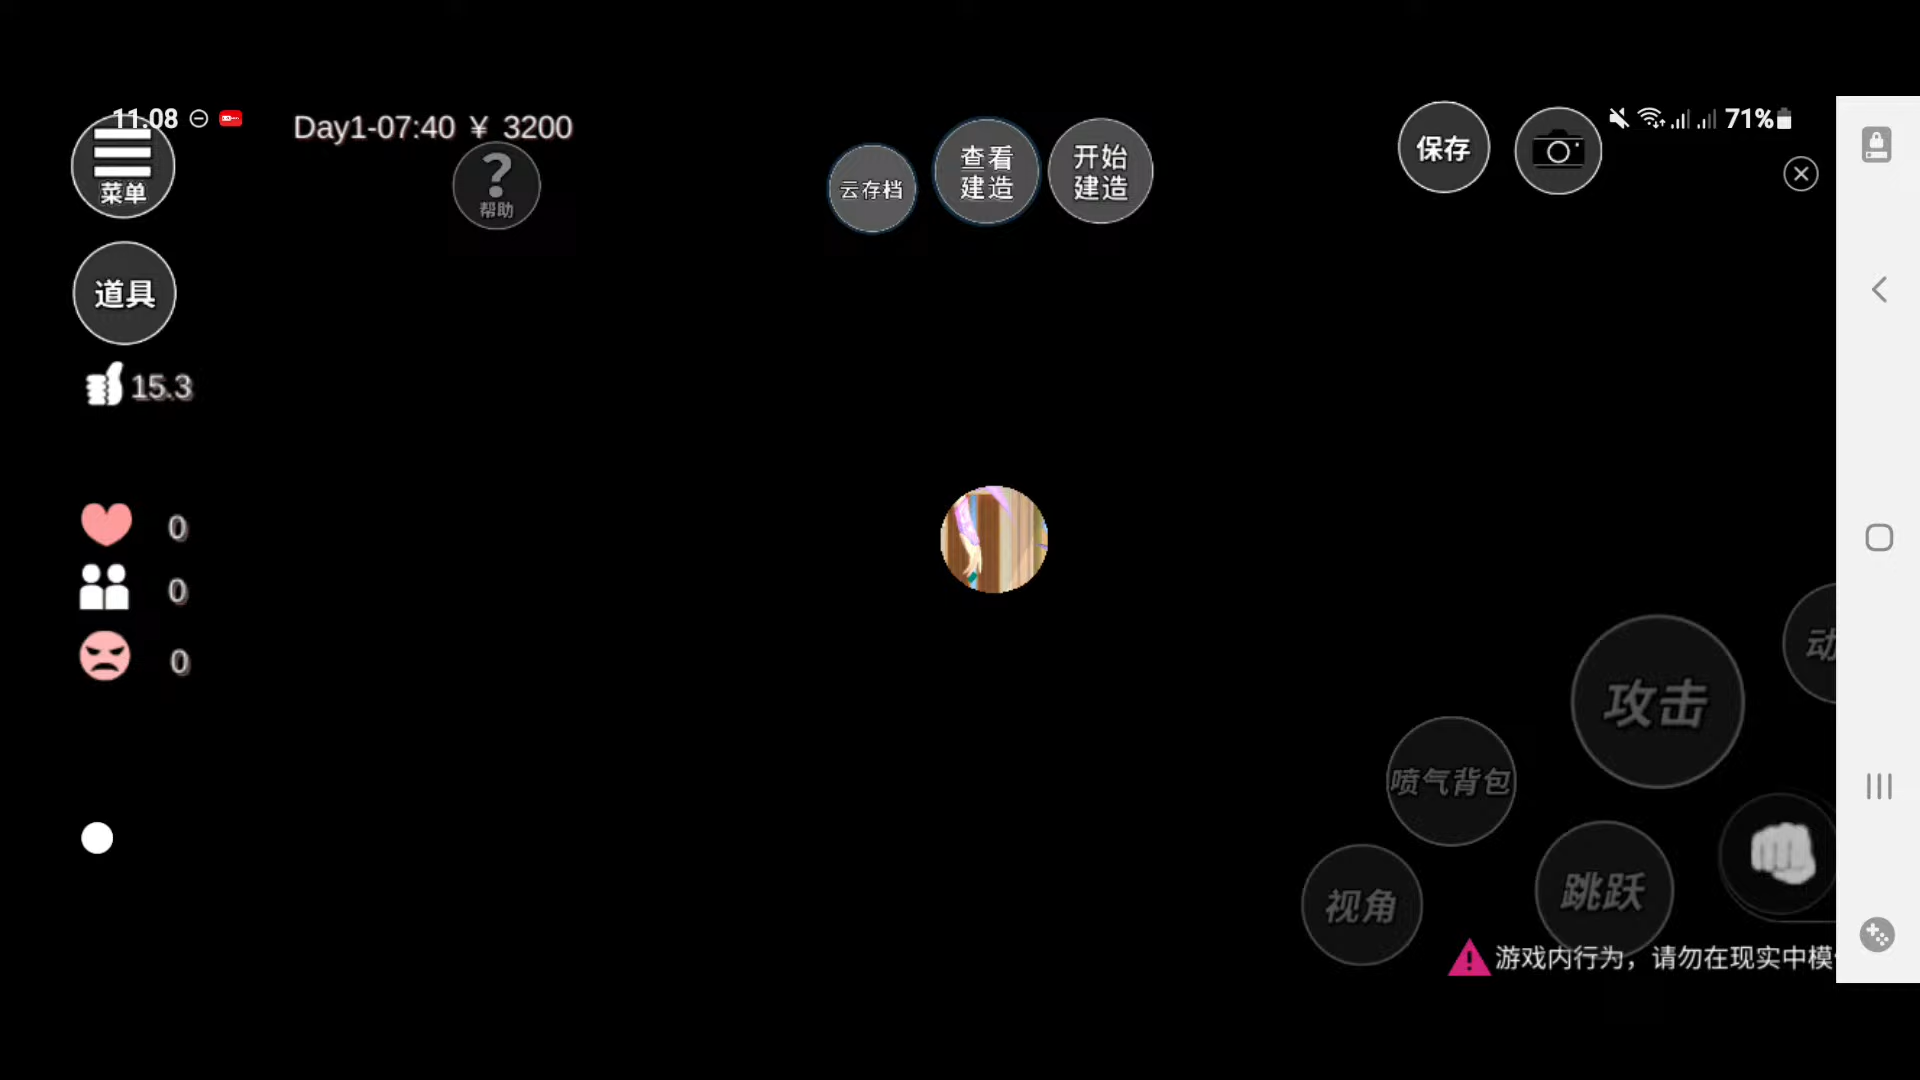 11.08
71%
Day1-07:40 ¥ 3200
菜单
帮助
云存档
查看
建造
开始
建造
保存
道具
15.3
0
0
0
动
攻击
喷气背包
跳跃
视角
游戏内行为，请勿在现实中模